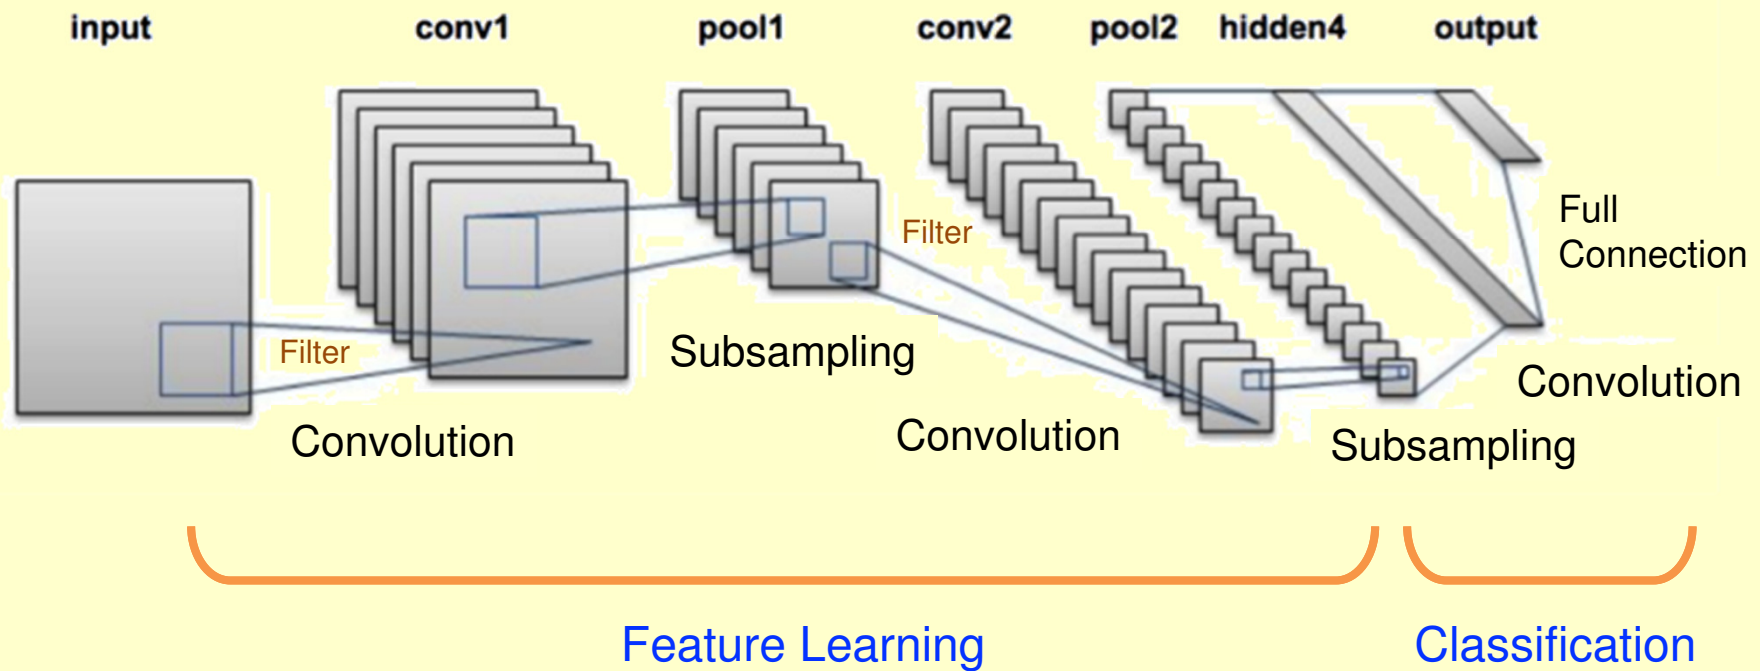 input conv1 pool1 conv2 pool2 hidden4 output
Full
Connection
Filter
Filter
Subsampling
Convolution
Convolution
Convolution
Subsampling
Feature Learning
Classification